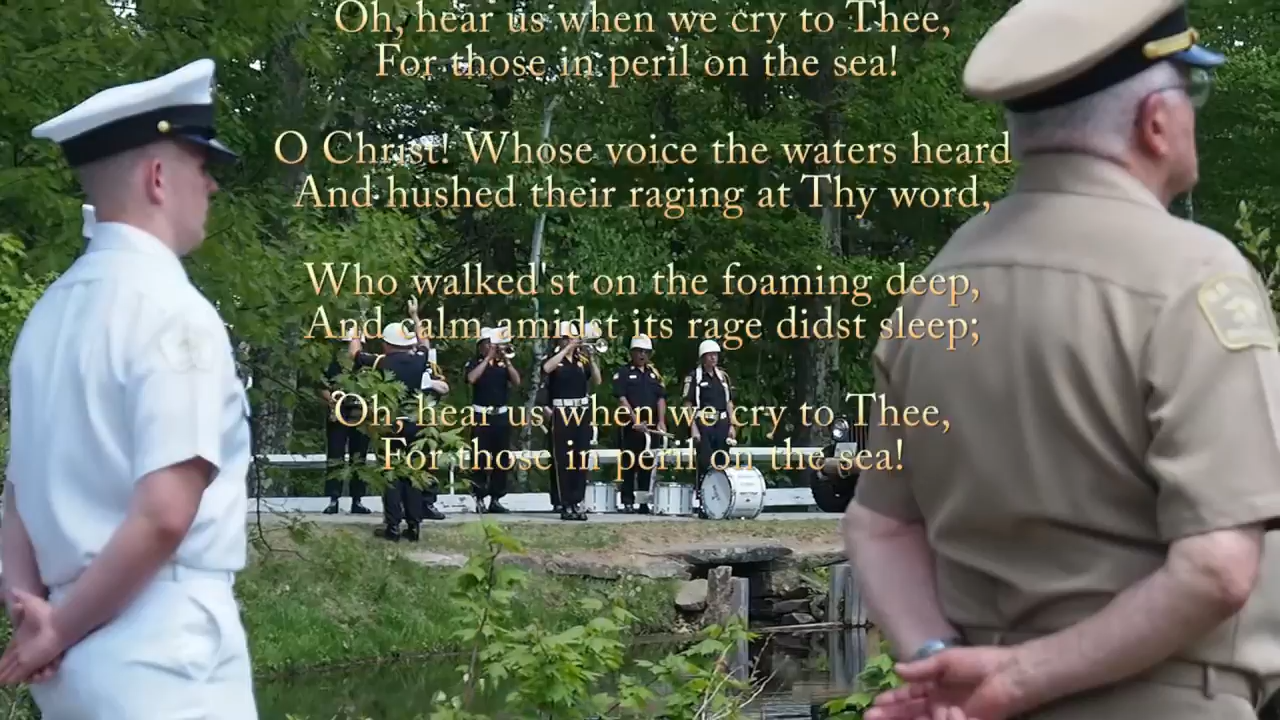 Oh, hear us when we cry to Thee,
For those in peril on the sea!
O Christ! Whose voice the waters heard
And hushed their raging at Thy word,
Who walked'st on the foaming deep,
And calm amidst its rage didst sleep;
Oh, hear us when we cry to Thee,
For those in peril on the sea!